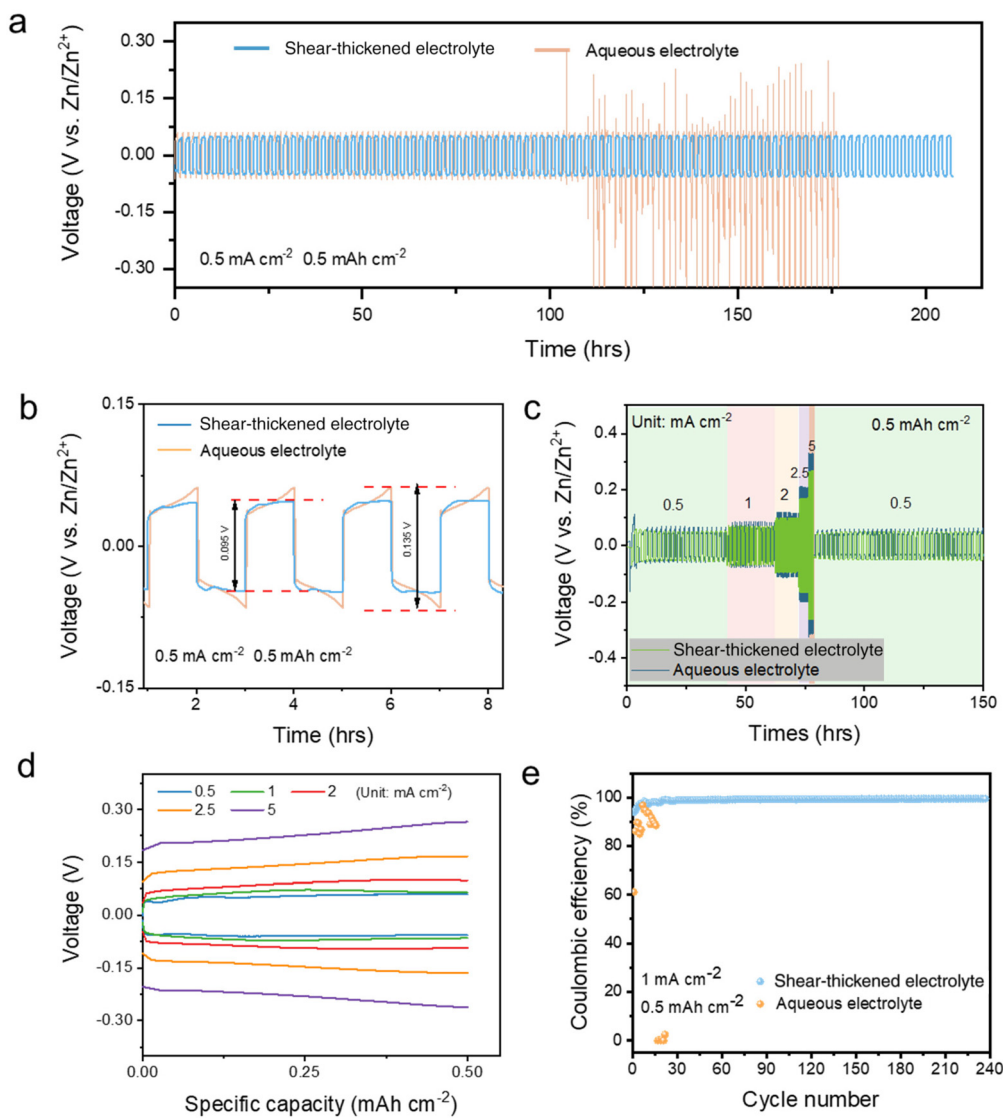 a
Shear-thickened electrolyte
Aqueous electrolyte
0.30
0.15
0.00
-0.15
-0.30
Voltage (V vs. Zn/Zn²⁺)
0.5 mA cm⁻² 0.5 mAh cm⁻²
0 50 100 150 200
Time (hrs)
b
0.15
0.00
-0.15
Voltage (V vs. Zn/Zn²⁺)
Shear-thickened electrolyte
Aqueous electrolyte
0.095 V
0.135 V
0.5 mA cm⁻² 0.5 mAh cm⁻²
2 4 6 8
Time (hrs)
c
Unit: mA cm⁻²
0.5 mAh cm⁻²
0.4
0.2
0.0
-0.2
-0.4
Voltage (V vs. Zn/Zn²⁺)
0.5
1
2
2.5
5
0.5
Shear-thickened electrolyte
Aqueous electrolyte
0 50 100 150
Times (hrs)
d
0.5 1 2 (Unit: mA cm⁻²)
2.5 5
0.30
0.15
0.00
-0.15
-0.30
Voltage (V)
0.00 0.25 0.50
Specific capacity (mAh cm⁻²)
e
100
80
60
40
20
0
Coulombic effciency (%)
1 mA cm⁻²
0.5 mAh cm⁻²
Shear-thickened electrolyte
Aqueous electrolyte
0 30 60 90 120 150 180 210 240
Cycle number